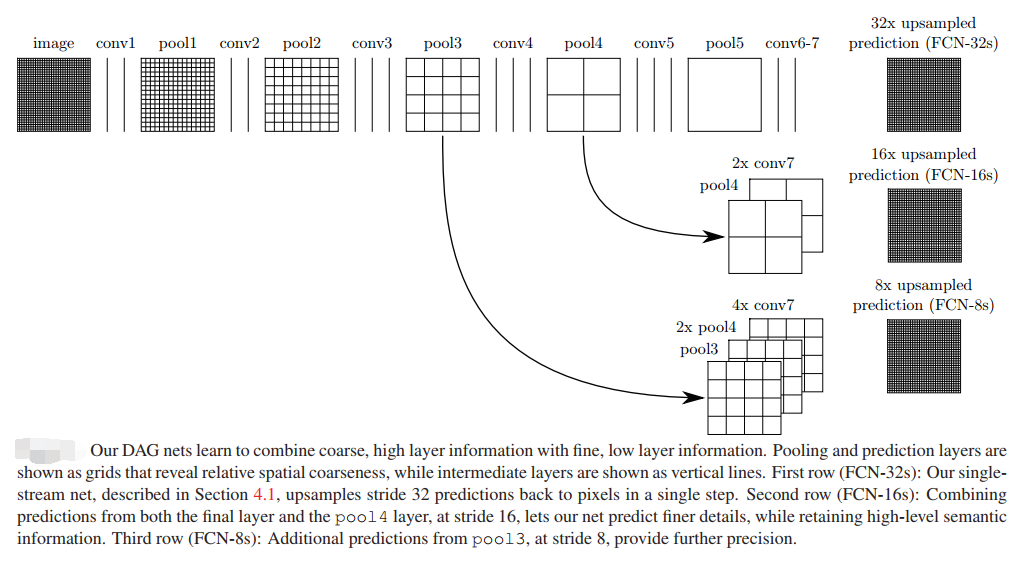 32x upsampled
image conv1 pool1 conv2 pool2 conv3 pool3 conv4 pool4 conv5 pool5 conv6-7 prediction (FCN-32s)
16x upsampled
2x conv7 prediction (FCN-16s)
pool4
8x upsampled
4x conv7 prediction (FCN-8s)
2x pool4
pool3
Our DAG nets learn to combine coarse, high layer information with fine, low layer information. Pooling and prediction layers are
shown as grids that reveal relative spatial coarseness, while intermediate layers are shown as vertical lines. First row (FCN-32s): Our single-
stream net, described in Section 4.1, upsamples stride 32 predictions back to pixels in a single step. Second row (FCN-16s): Combining
predictions from both the final layer and the pool4 layer, at stride 16, lets our net predict finer details, while retaining high-level semantic
information. Third row (FCN-8s): Additional predictions from pool3, at stride 8, provide further precision.